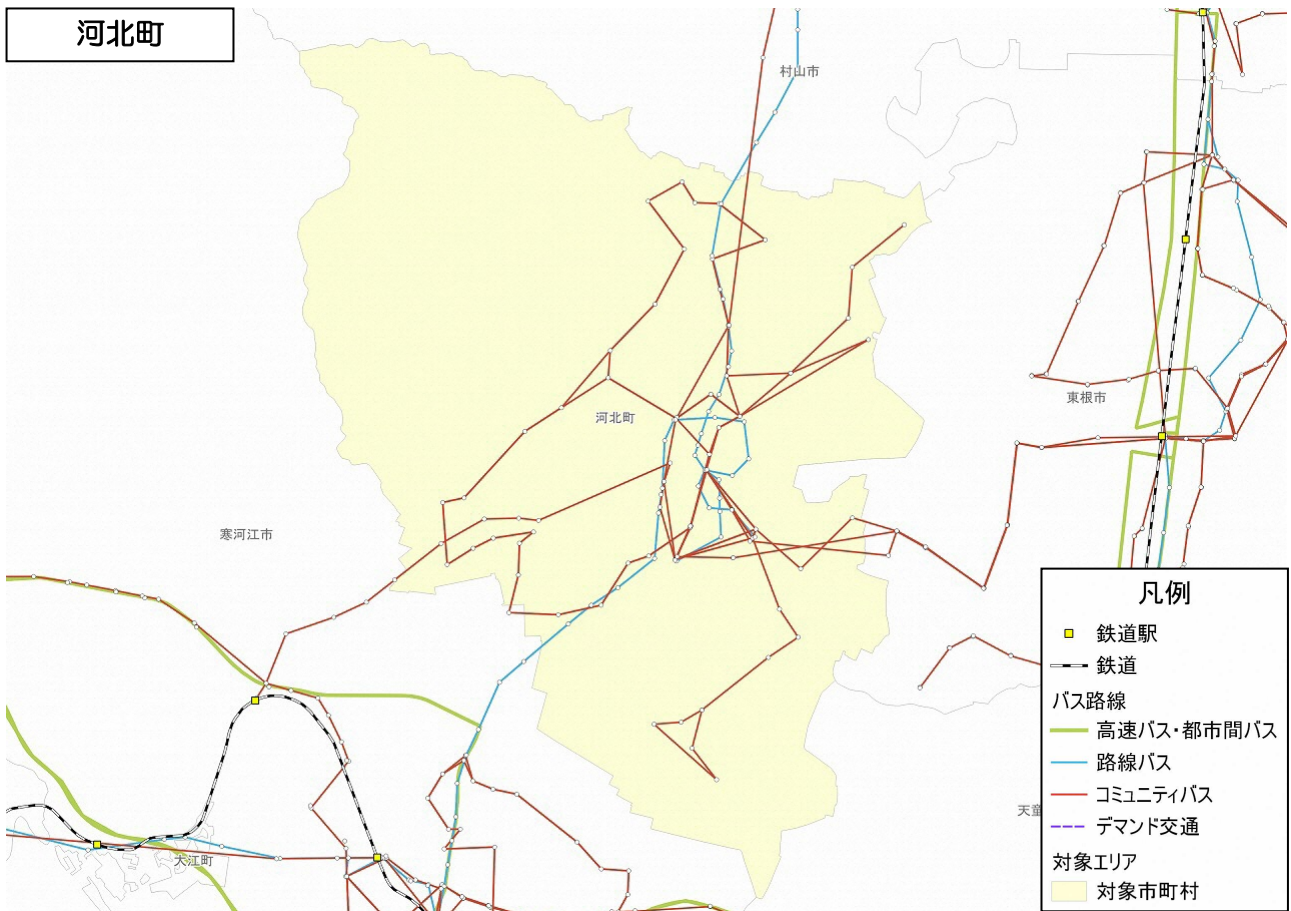 河北町
村山市
東根市
河北町
寒河江市
大江町
天童
凡例
鉄道駅
鉄道
バス路線
高速バス・都市間バス
路線バス
コミュニティバス
デマンド交通
対象エリア
対象市町村